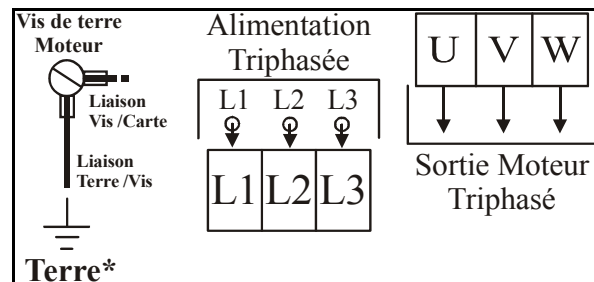 Vis de terre
Moteur
Liaison
Vis /Carte
Liaison
Terre /Vis
Terre*
Alimentation
Triphasée
L1 L2 L3
L1 L2 L3
U V W
Sortie Moteur
Triphasé